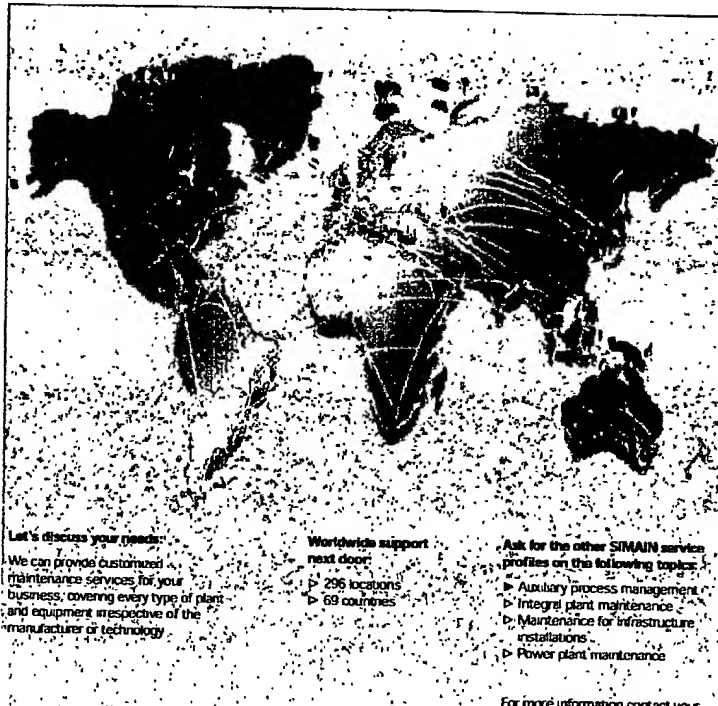 Let's discuss your needs:
We can provide customized
maintenance services for your
business, covering every type of plant
and equipment irrespective of the
manufacturer or technology
Worldwide support
next door:
▷ 296 locations
▷ 69 countries
Ask for the other SIMAIN service
profiles on the following topics:
▶ Auxiliary process management
▷ Integral plant maintenance
▷ Maintenance for infrastructure
installations
▷ Power plant maintenance
For more information contact your